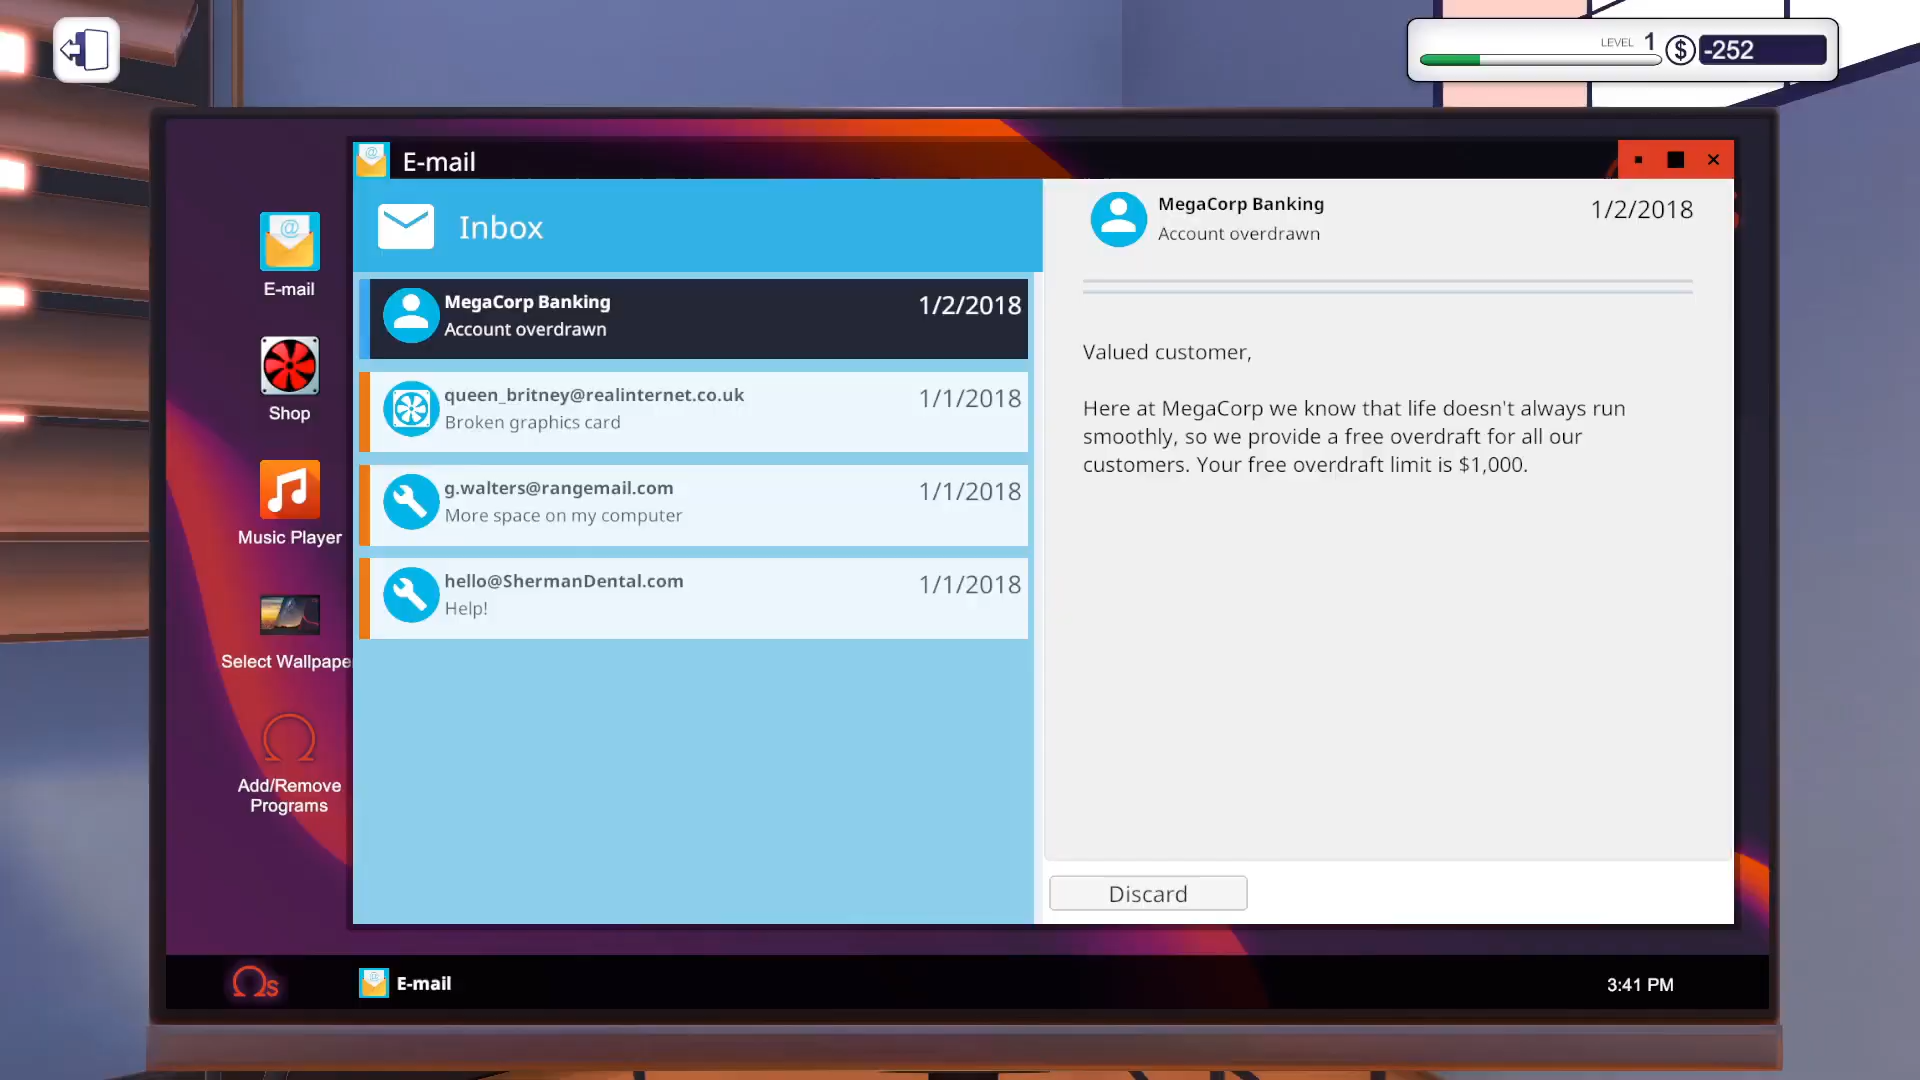 LEVEL 1
$ -252
E-mail
Inbox
MegaCorp Banking
1/2/2018
Account overdrawn
queen_britney@realinternet.co.uk
1/1/2018
Broken graphics card
g.walters@rangemail.com
1/1/2018
More space on my computer
hello@ShermanDental.com
1/1/2018
Help!
MegaCorp Banking
1/2/2018
Account overdrawn
Valued customer,
Here at MegaCorp we know that life doesn't always run
smoothly, so we provide a free overdraft for all our
customers. Your free overdraft limit is $1,000.
Discard
E-mail
Shop
Music Player
Select Wallpape
Add/Remove
Programs
Ωs
E-mail
3:41 PM